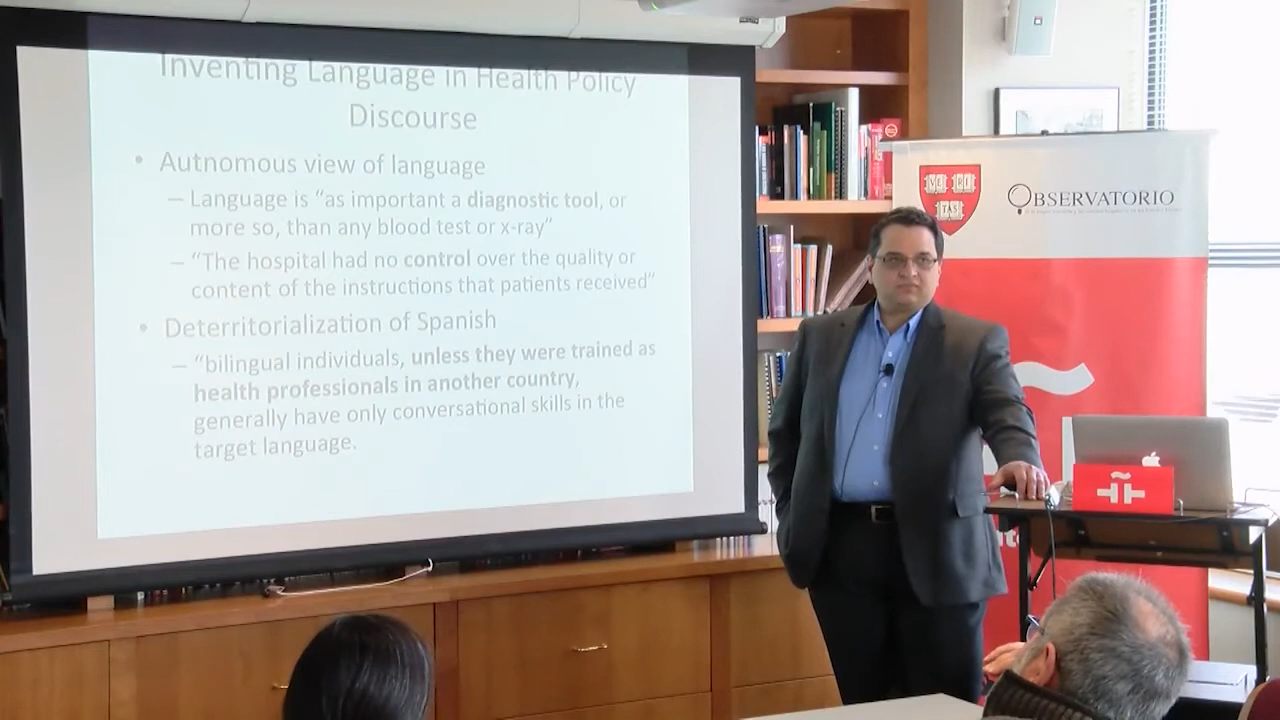 Inventing Language in Health Policy
Discourse
• Autnomous view of language
– Language is “as important a diagnostic tool, or
more so, than any blood test or x-ray”
– “The hospital had no control over the quality or
content of the instructions that patients received”
• Deterritorialization of Spanish
– “bilingual individuals, unless they were trained as
health professionals in another country,
generally have only conversational skills in the
target language.
VE RI
TAS
OBSERVATORIO